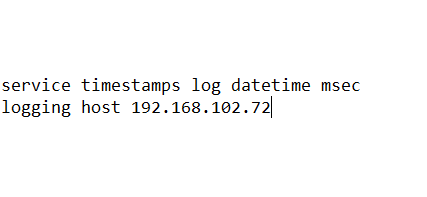 service timestamps log datetime msec
logging host 192.168.102.72